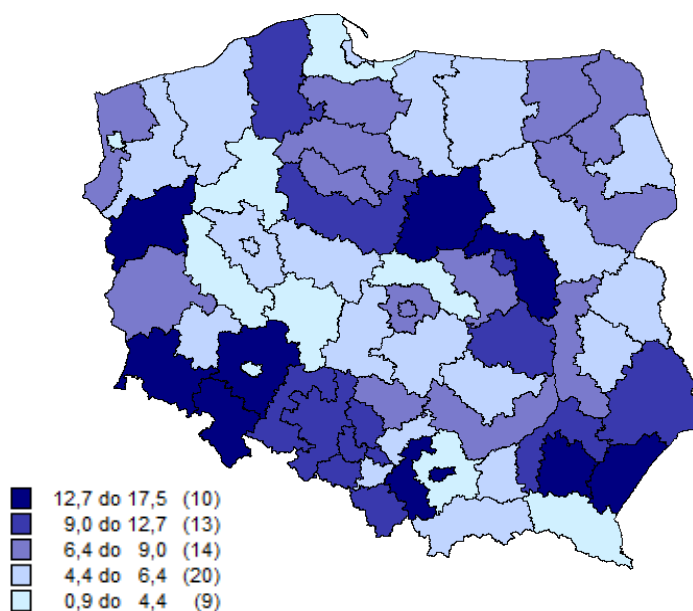 12,7 do 17,5 (10)
9,0 do 12,7 (13)
6,4 do 9,0 (14)
4,4 do 6,4 (20)
0,9 do 4,4 (9)